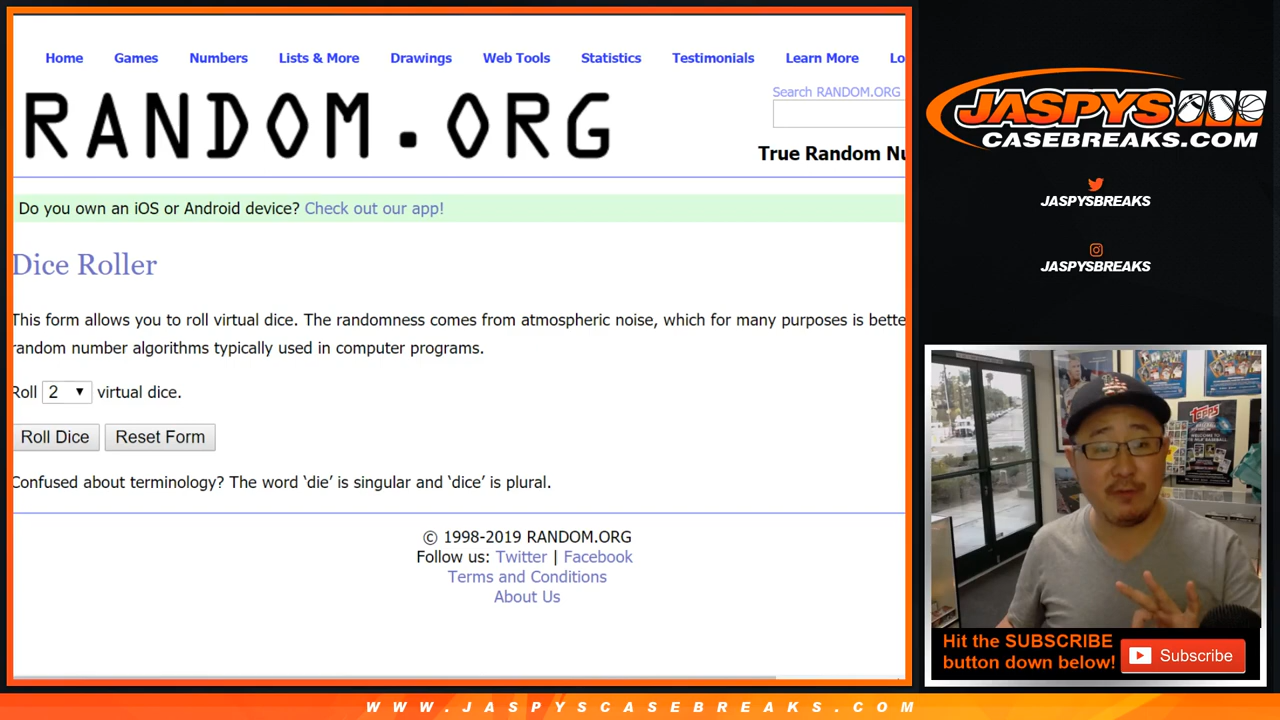 Home Games Numbers Lists & More Drawings Web Tools Statistics Testimonials Learn More Lo
RANDOM.ORG
Search RANDOM.ORG
True Random Nu
Do you own an iOS or Android device? Check out our app!
Dice Roller
This form allows you to roll virtual dice. The randomness comes from atmospheric noise, which for many purposes is bette
random number algorithms typically used in computer programs.
Roll 2 virtual dice.
Roll Dice Reset Form
Confused about terminology? The word ‘die’ is singular and ‘dice’ is plural.
© 1998-2019 RANDOM.ORG
Follow us: Twitter | Facebook
Terms and Conditions
About Us
JASPYS
CASEBREAKS.COM
JASPYSBREAKS
JASPYSBREAKS
TOPPS
Hit the SUBSCRIBE
button down below!
Subscribe
WWW.JASPYSCASEBREAKS.COM